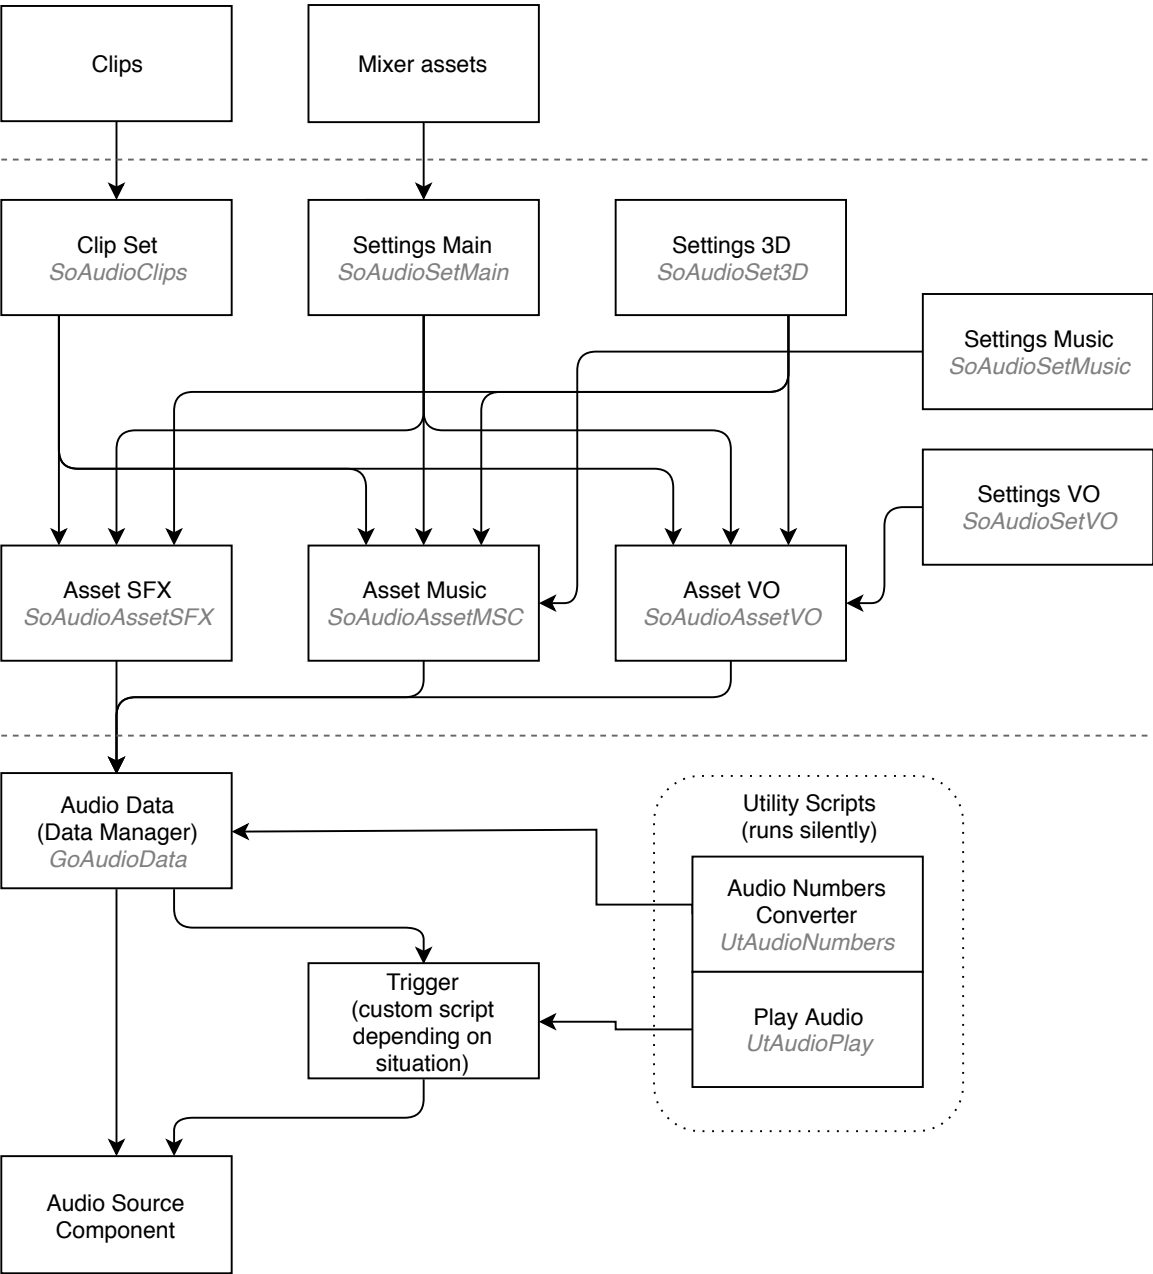 Clips
Mixer assets
Clip Set
SoAudioClips
Settings Main
SoAudioSetMain
Settings 3D
SoAudioSet3D
Settings Music
SoAudioSetMusic
Settings VO
SoAudioSetVO
Asset SFX
SoAudioAssetSFX
Asset Music
SoAudioAssetMSC
Asset VO
SoAudioAssetVO
Audio Data
(Data Manager)
GoAudioData
Utility Scripts
(runs silently)
Audio Numbers
Converter
UtAudioNumbers
Trigger
(custom script
depending on
situation)
Play Audio
UtAudioPlay
Audio Source
Component